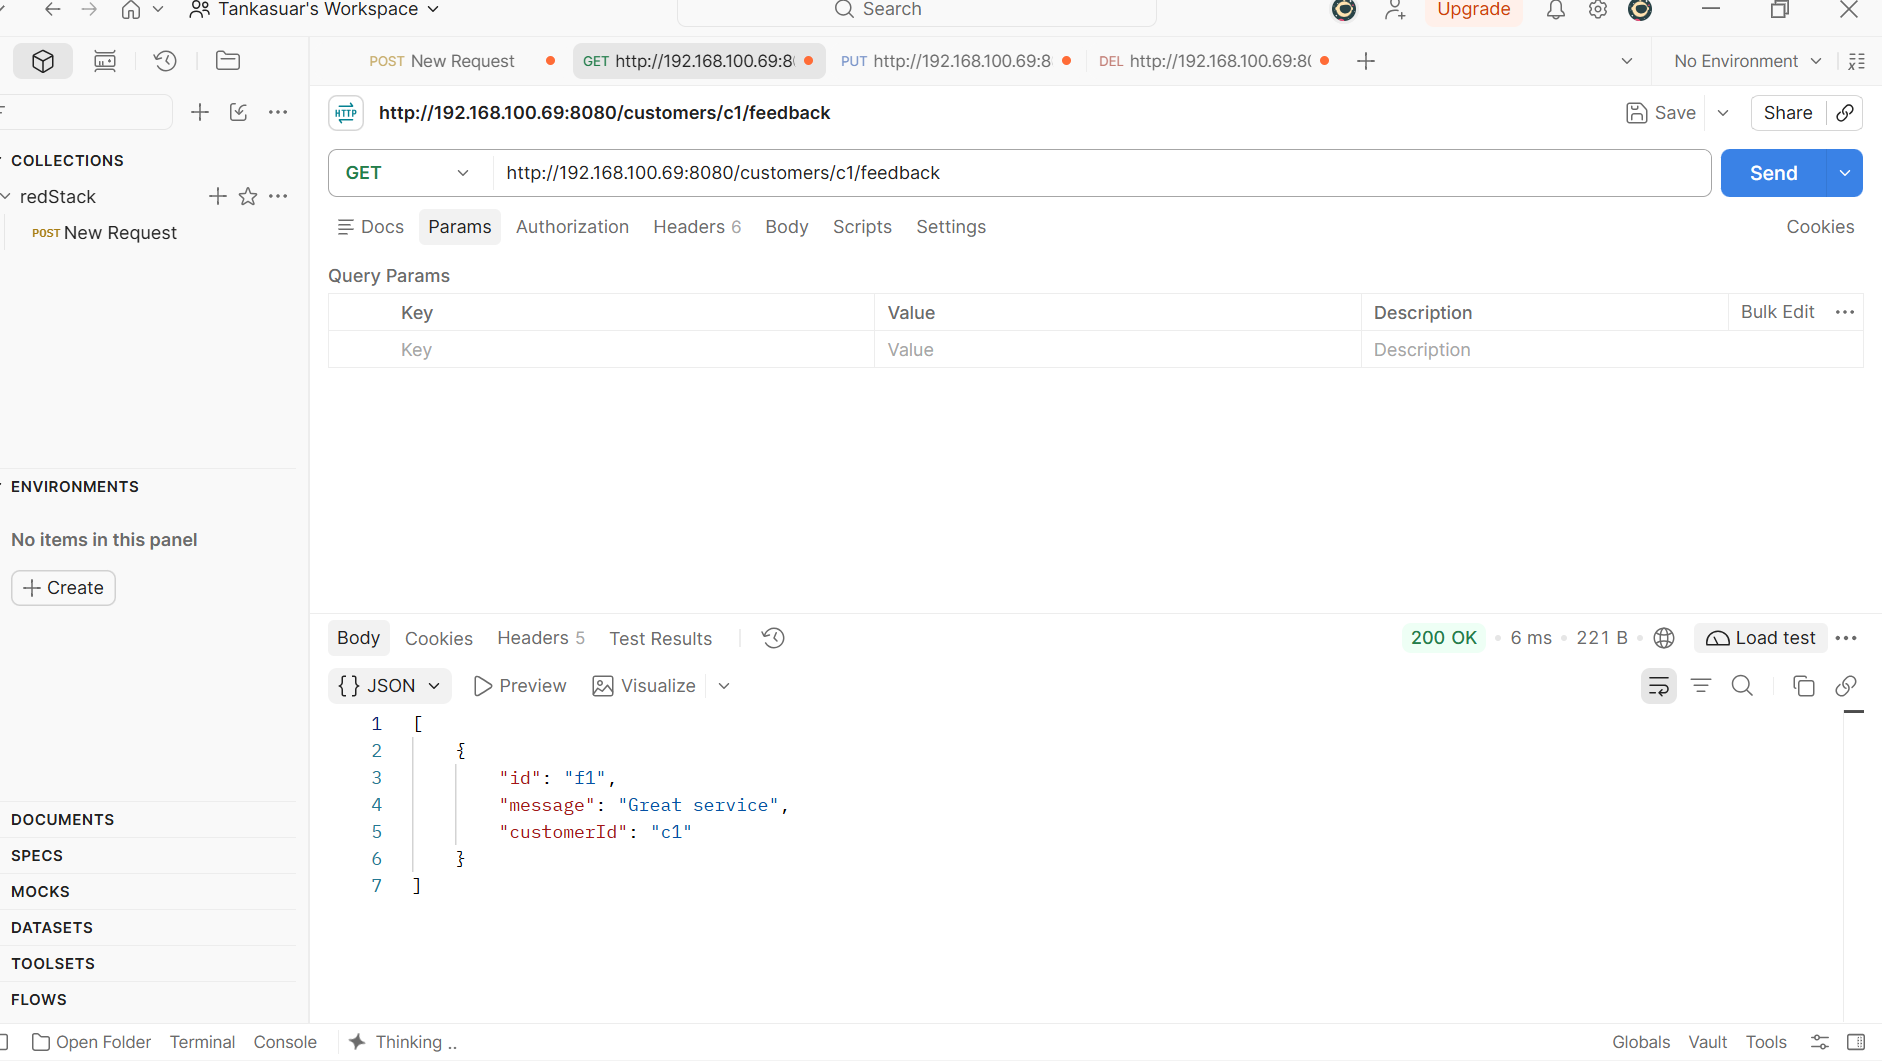 Tankasuar's Workspace
Search
Upgrade
POST New Request
GET http://192.168.100.69:8(
PUT http://192.168.100.69:8
DEL http://192.168.100.69:8(
No Environment
HTTP http://192.168.100.69:8080/customers/c1/feedback
Save
Share
COLLECTIONS
redStack
POST New Request
GET
http://192.168.100.69:8080/customers/c1/feedback
Send
Docs
Params
Authorization
Headers 6
Body
Scripts
Settings
Cookies
Query Params
Key
Value
Description
Bulk Edit
Key
Value
Description
ENVIRONMENTS
No items in this panel
Create
DOCUMENTS
SPECS
MOCKS
DATASETS
TOOLSETS
FLOWS
Body
Cookies
Headers 5
Test Results
200 OK
6 ms
221 B
Load test
{} JSON
Preview
Visualize
1 [
2 {
3 "id": "f1",
4 "message": "Great service",
5 "customerId": "c1"
6 }
7 ]
Open Folder
Terminal
Console
Thinking ..
Globals
Vault
Tools